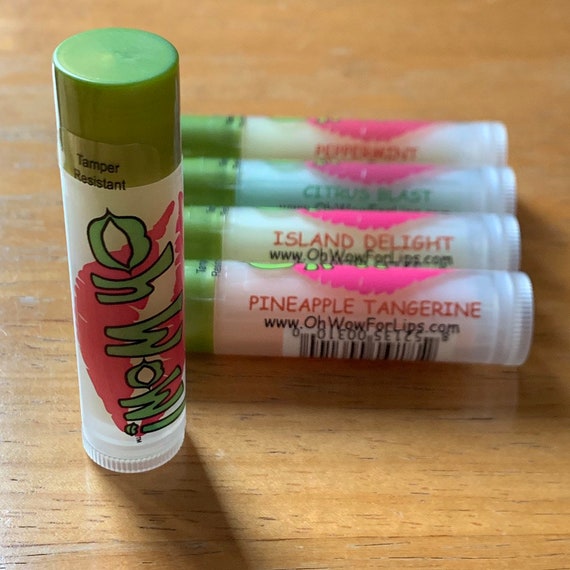 Tamper
Resistant
Oh Wow!
PEPPERMINT
CITRUS BLAST
ISLAND DELIGHT
www.OhWowForLips.com
PINEAPPLE TANGERINE
www.OhWowForLips.com